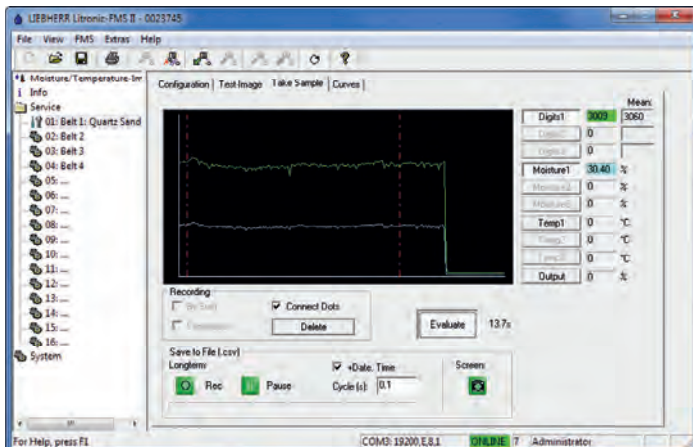 LIEBHERR Litronic-FMS II - 0023745
File View FMS Extras Help
Moisture/Temperature-Im
Info
Service
01: Belt 1: Quartz Sand
02: Belt 2
03: Belt 3
04: Belt 4
05: ...
06: ...
07: ...
08: ...
09: ...
10: ...
11: ...
12: ...
13: ...
14: ...
15: ...
16: ...
System
Configuration Test Image Take Sample Curves
Mean:
Digits1 3009 3060
Digits2 0
Digits3 0
Moisture1 30.40 %
Moisture2 0 %
Moisture3 0 %
Temp1 0 °C
Temp2 0 °C
Temp3 0 °C
Output 0 %
Recording
Connect Dots
Delete
Evaluate 13.7s
Save to File (.csv)
Longterm +Date, Time Screen
Rec Pause Cycle (s): 0.1
For Help, press F1 COM3: 19200,E,8,1 ONLINE 7 Administrator